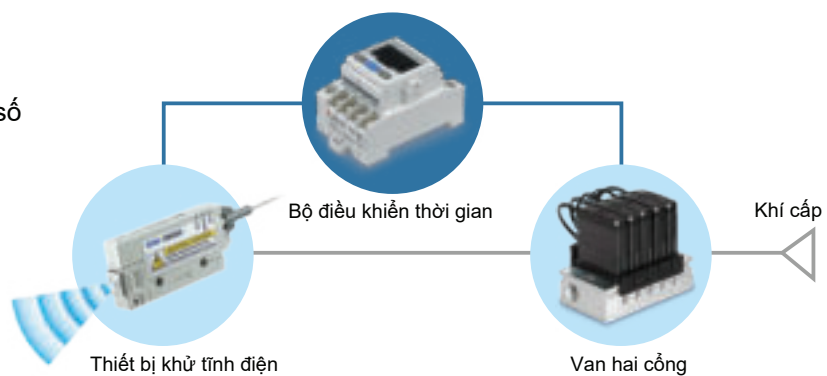 số
Bộ điều khiển thời gian
Khí cấp
Thiết bị khử tĩnh điện
Van hai cổng